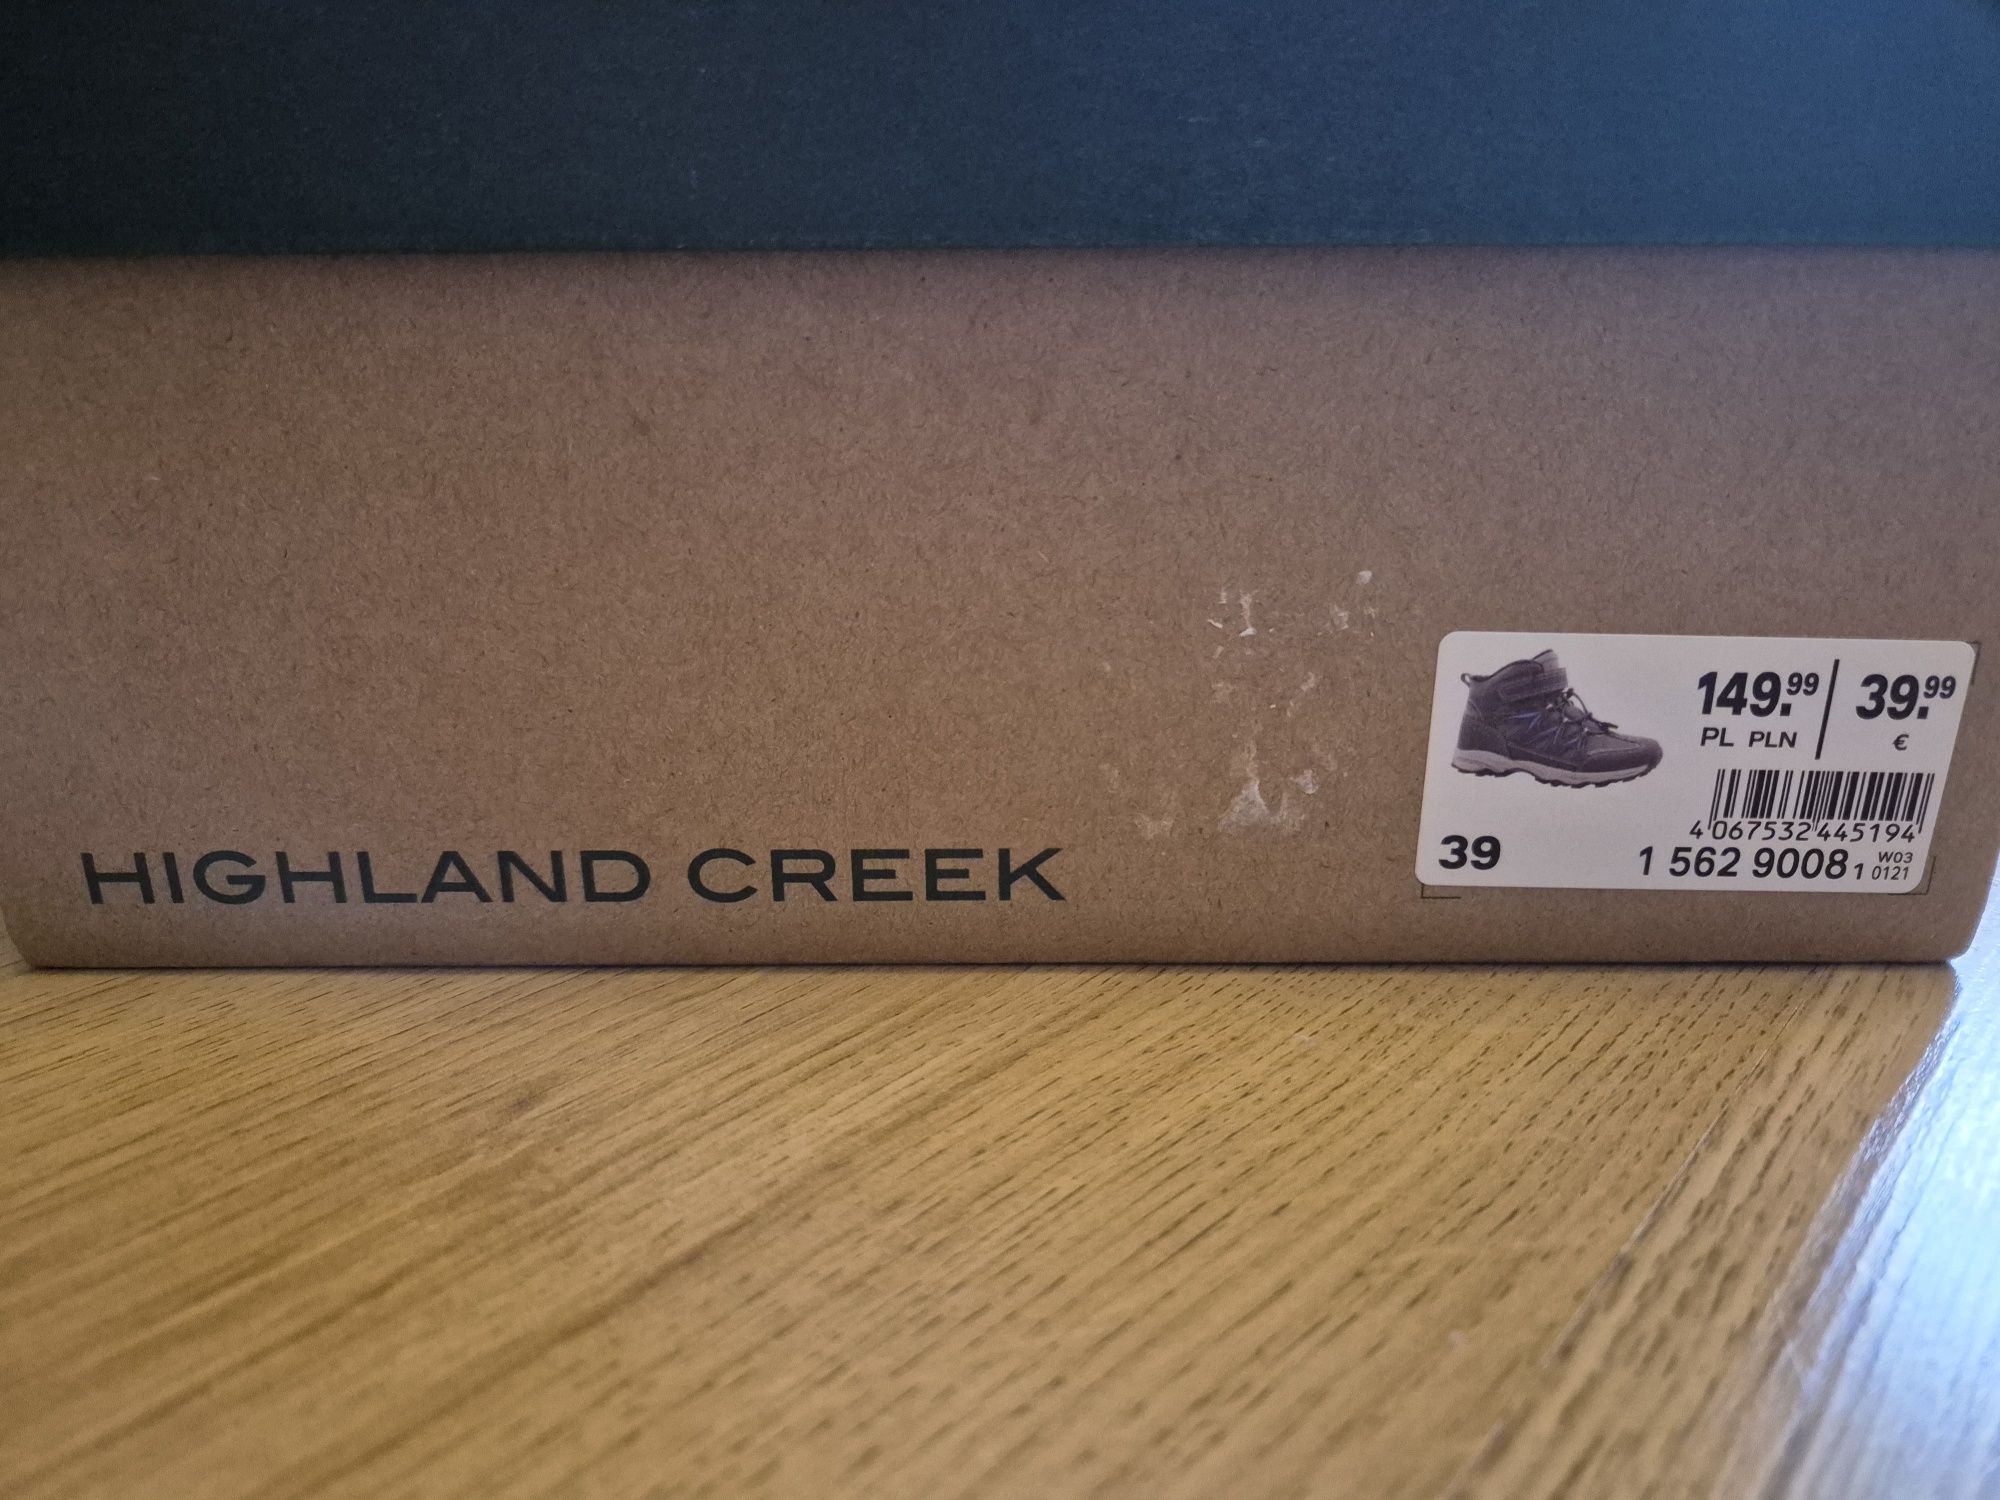 HIGHLAND CREEK
149.99 39.99
PL PLN €
4 067532 445194
39
1 562 9008 1 W03
0121